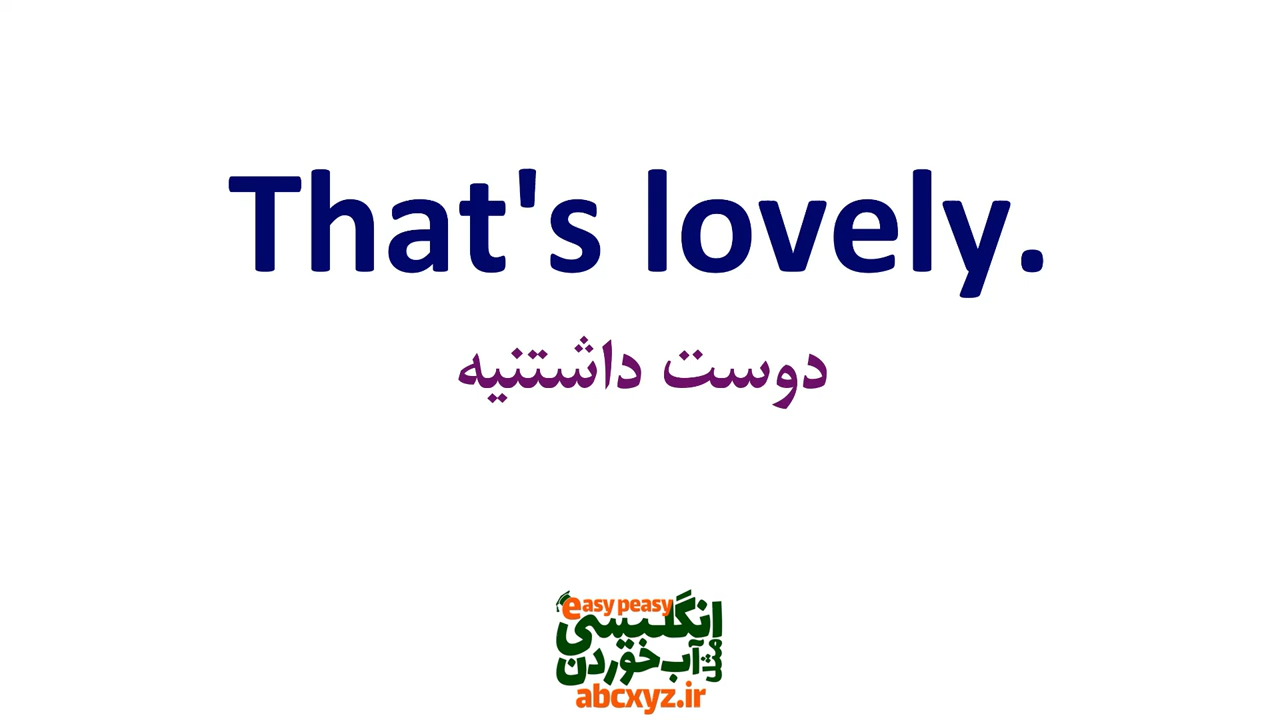 That's lovely.
دوست داشتنیه
easy peasy
انگلیسی
مثل آب خوردن
abcxyz.ir